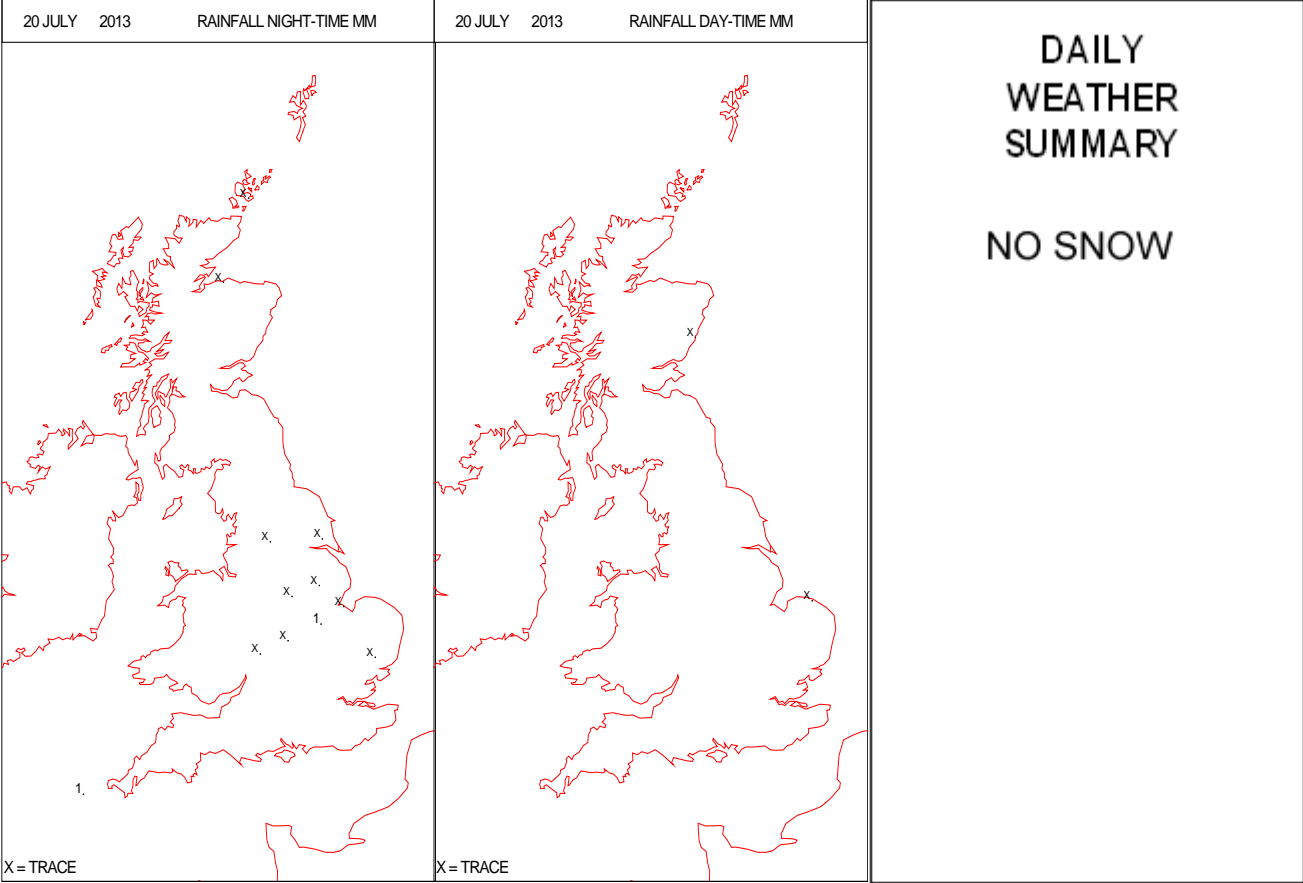 20 JULY 2013 RAINFALL NIGHT-TIME MM
x.
x.
x.
x.
x.
x.
x.
1.
x.
x.
x.
1.
X = TRACE
20 JULY 2013 RAINFALL DAY-TIME MM
x.
x.
X = TRACE
DAILY
WEATHER
SUMMARY
NO SNOW